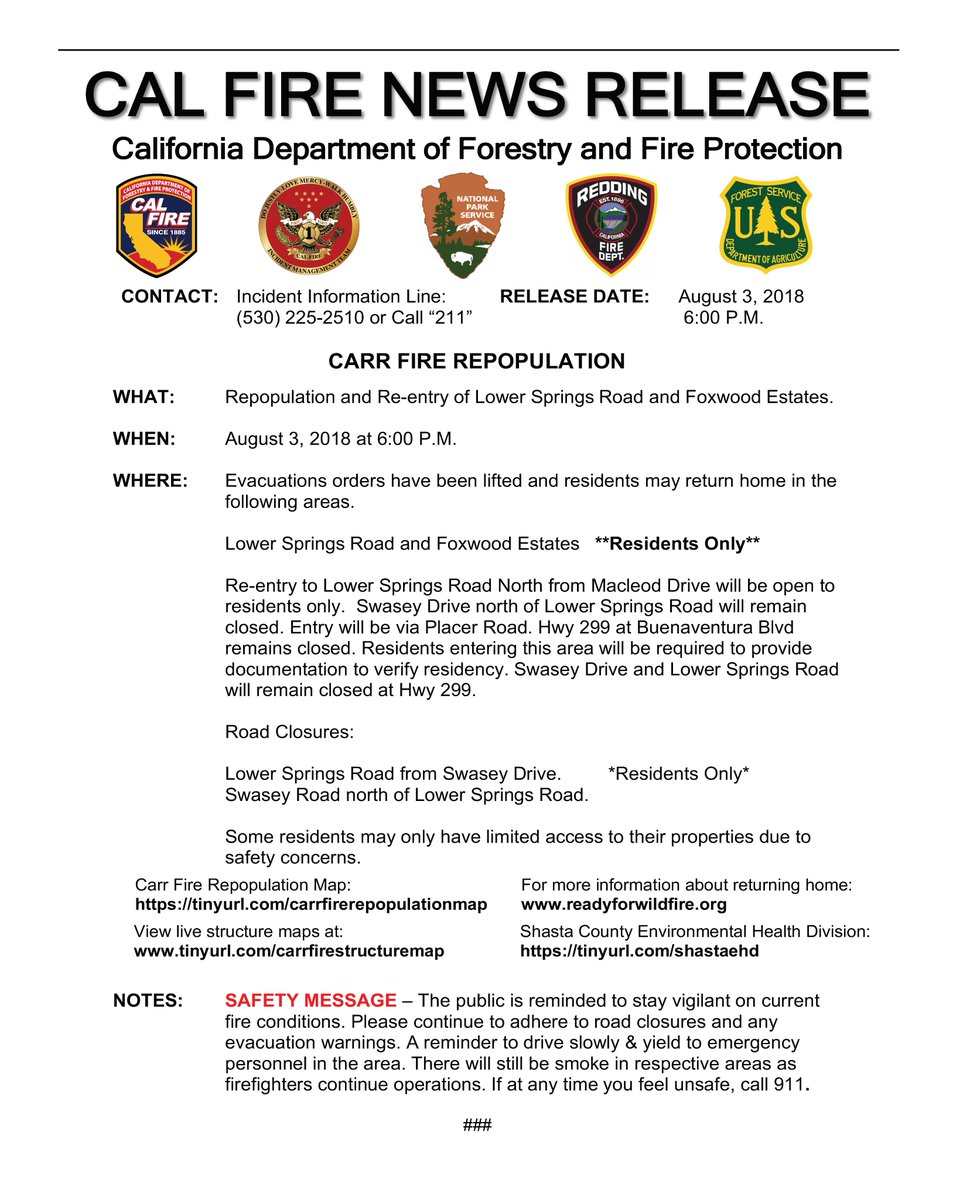 CAL FIRE NEWS RELEASE
California Department of Forestry and Fire Protection
CALIFORNIA DEPARTMENT OF
FORESTRY & FIRE PROTECTION
CAL
FIRE
SINCE 1885
DO JUSTLY-LOVE MERCY-WALK HUMBLY
1
CAL FIRE
INCIDENT MANAGEMENT TEAM
NATIONAL
PARK
SERVICE
REDDING
EST. 1886
CALIFORNIA
FIRE
DEPT.
FOREST SERVICE
U S
DEPARTMENT OF AGRICULTURE
CONTACT: Incident Information Line: RELEASE DATE: August 3, 2018
(530) 225-2510 or Call “211” 6:00 P.M.
CARR FIRE REPOPULATION
WHAT: Repopulation and Re-entry of Lower Springs Road and Foxwood Estates.
WHEN: August 3, 2018 at 6:00 P.M.
WHERE: Evacuations orders have been lifted and residents may return home in the
following areas.
Lower Springs Road and Foxwood Estates **Residents Only**
Re-entry to Lower Springs Road North from Macleod Drive will be open to
residents only. Swasey Drive north of Lower Springs Road will remain
closed. Entry will be via Placer Road. Hwy 299 at Buenaventura Blvd
remains closed. Residents entering this area will be required to provide
documentation to verify residency. Swasey Drive and Lower Springs Road
will remain closed at Hwy 299.
Road Closures:
Lower Springs Road from Swasey Drive. *Residents Only*
Swasey Road north of Lower Springs Road.
Some residents may only have limited access to their properties due to
safety concerns.
Carr Fire Repopulation Map: For more information about returning home:
https://tinyurl.com/carrfirerepopulationmap www.readyforwildfire.org
View live structure maps at: Shasta County Environmental Health Division:
www.tinyurl.com/carrfirestructuremap https://tinyurl.com/shastaehd
NOTES: SAFETY MESSAGE – The public is reminded to stay vigilant on current
fire conditions. Please continue to adhere to road closures and any
evacuation warnings. A reminder to drive slowly & yield to emergency
personnel in the area. There will still be smoke in respective areas as
firefighters continue operations. If at any time you feel unsafe, call 911.
###